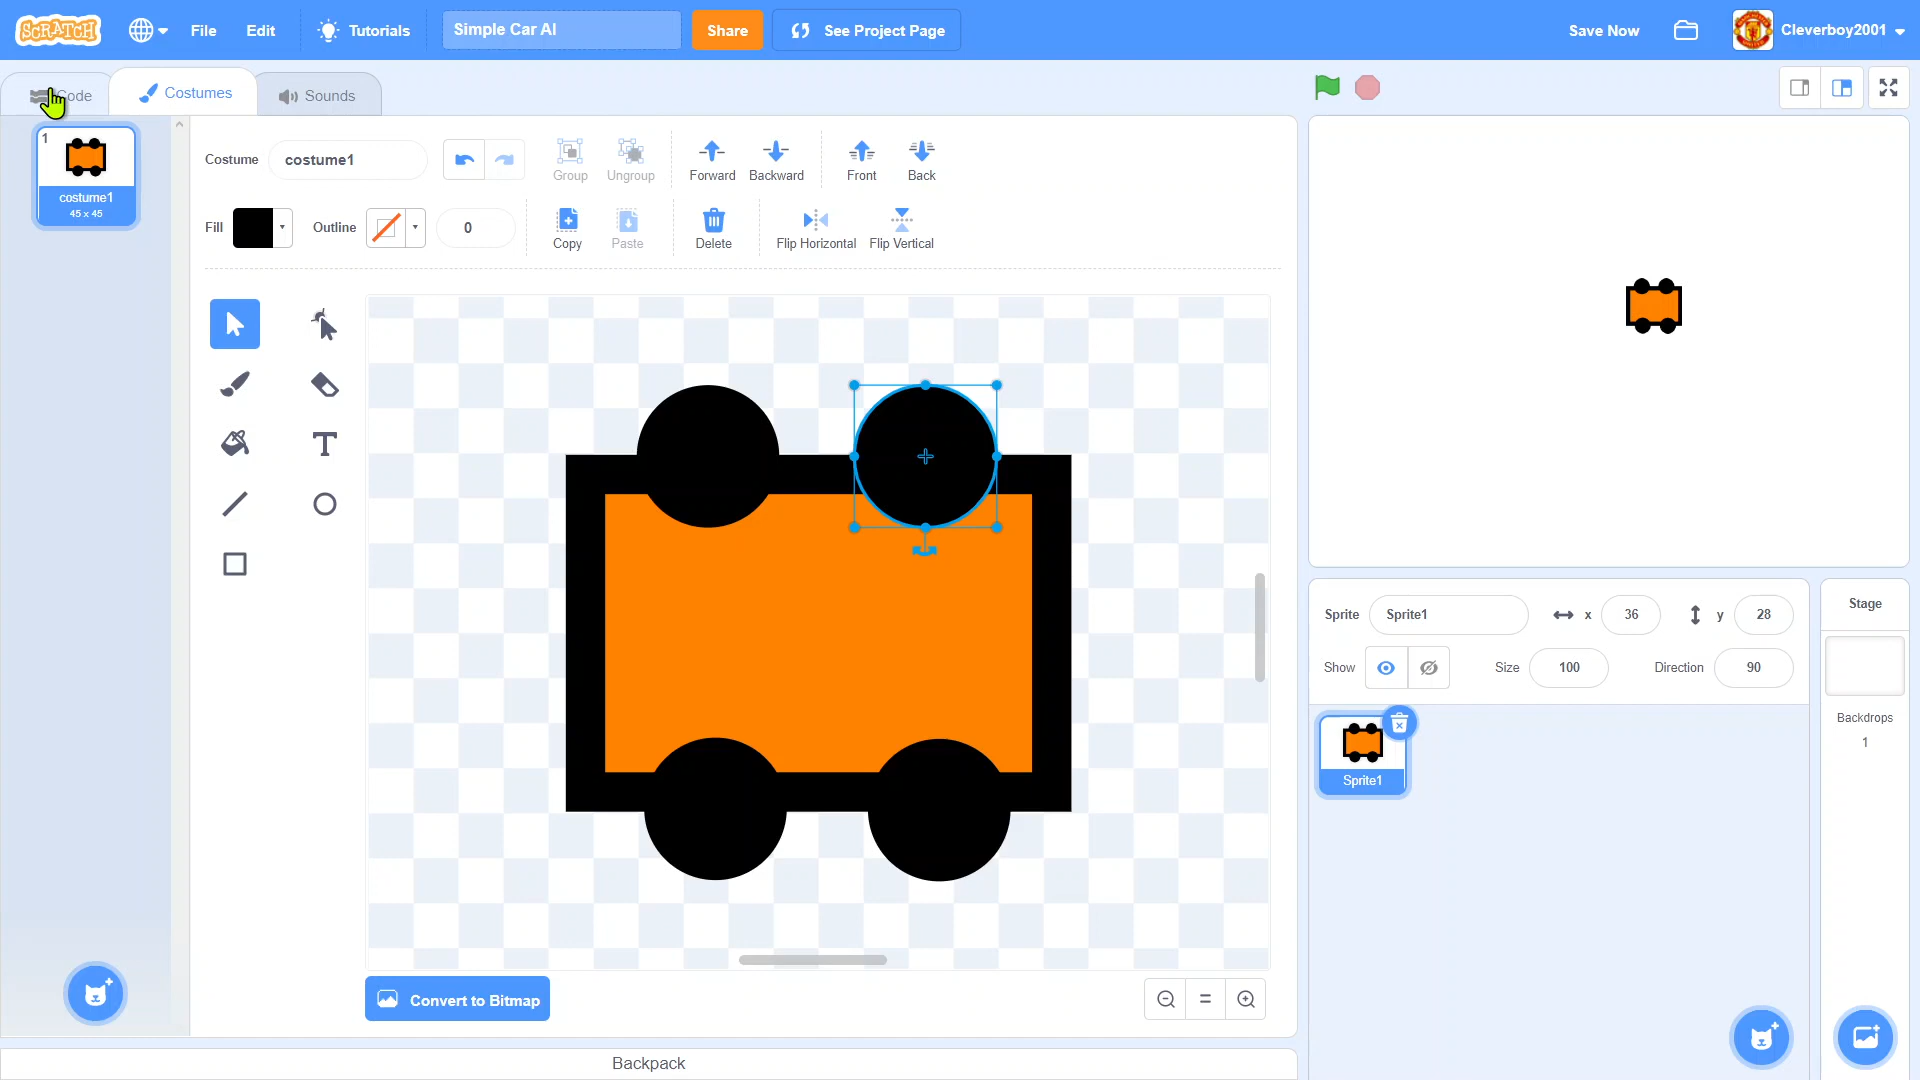 SCRATCH File Edit Tutorials Simple Car AI Share See Project Page Save Now Cleverboy2001
Code Costumes Sounds
1
costume1
45 x 45
Costume costume1 Group Ungroup Forward Backward Front Back
Fill Outline 0 Copy Paste Delete Flip Horizontal Flip Vertical
T
Convert to Bitmap
Backpack
Sprite Sprite1 x 36 y 28
Show Size 100 Direction 90
Sprite1
Stage
Backdrops
1